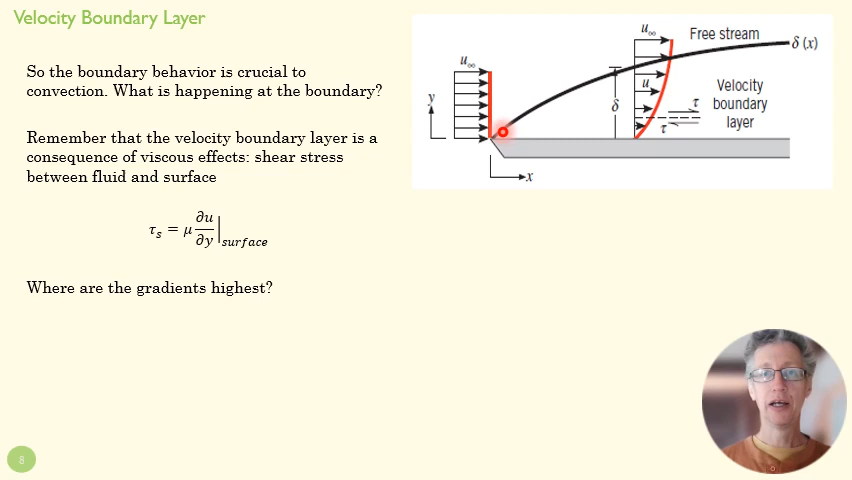 Velocity Boundary Layer
So the boundary behavior is crucial to
convection. What is happening at the boundary?
Remember that the velocity boundary layer is a
consequence of viscous effects: shear stress
between fluid and surface
τₛ = μ ∂u/∂y |surface
Where are the gradients highest?
u∞
y
x
δ
u∞
u
τ
τ
Free stream
δ (x)
Velocity
boundary
layer
8